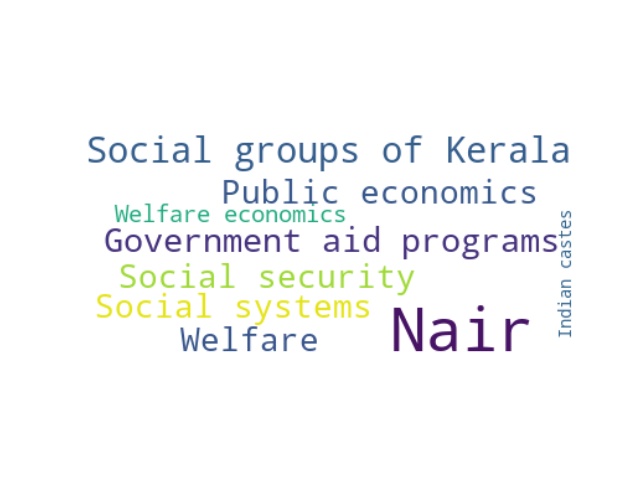 Social groups of Kerala
Public economics
Welfare economics
Government aid programs
Indian castes
Social security
Social systems
Welfare
Nair